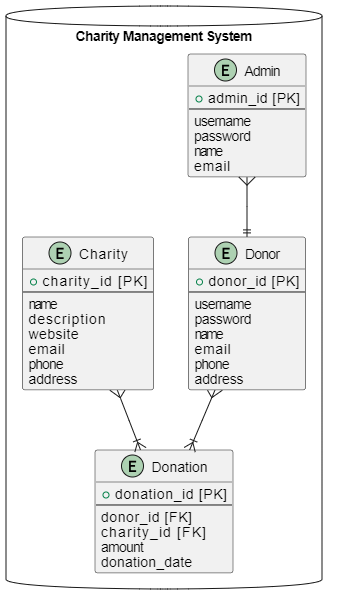 Charity Management System
E Admin
admin_id [PK]
username
password
name
email
E Charity
charity_id [PK]
name
description
website
email
phone
address
E Donor
donor_id [PK]
username
password
name
email
phone
address
E Donation
donation_id [PK]
donor_id [FK]
charity_id [FK]
amount
donation_date